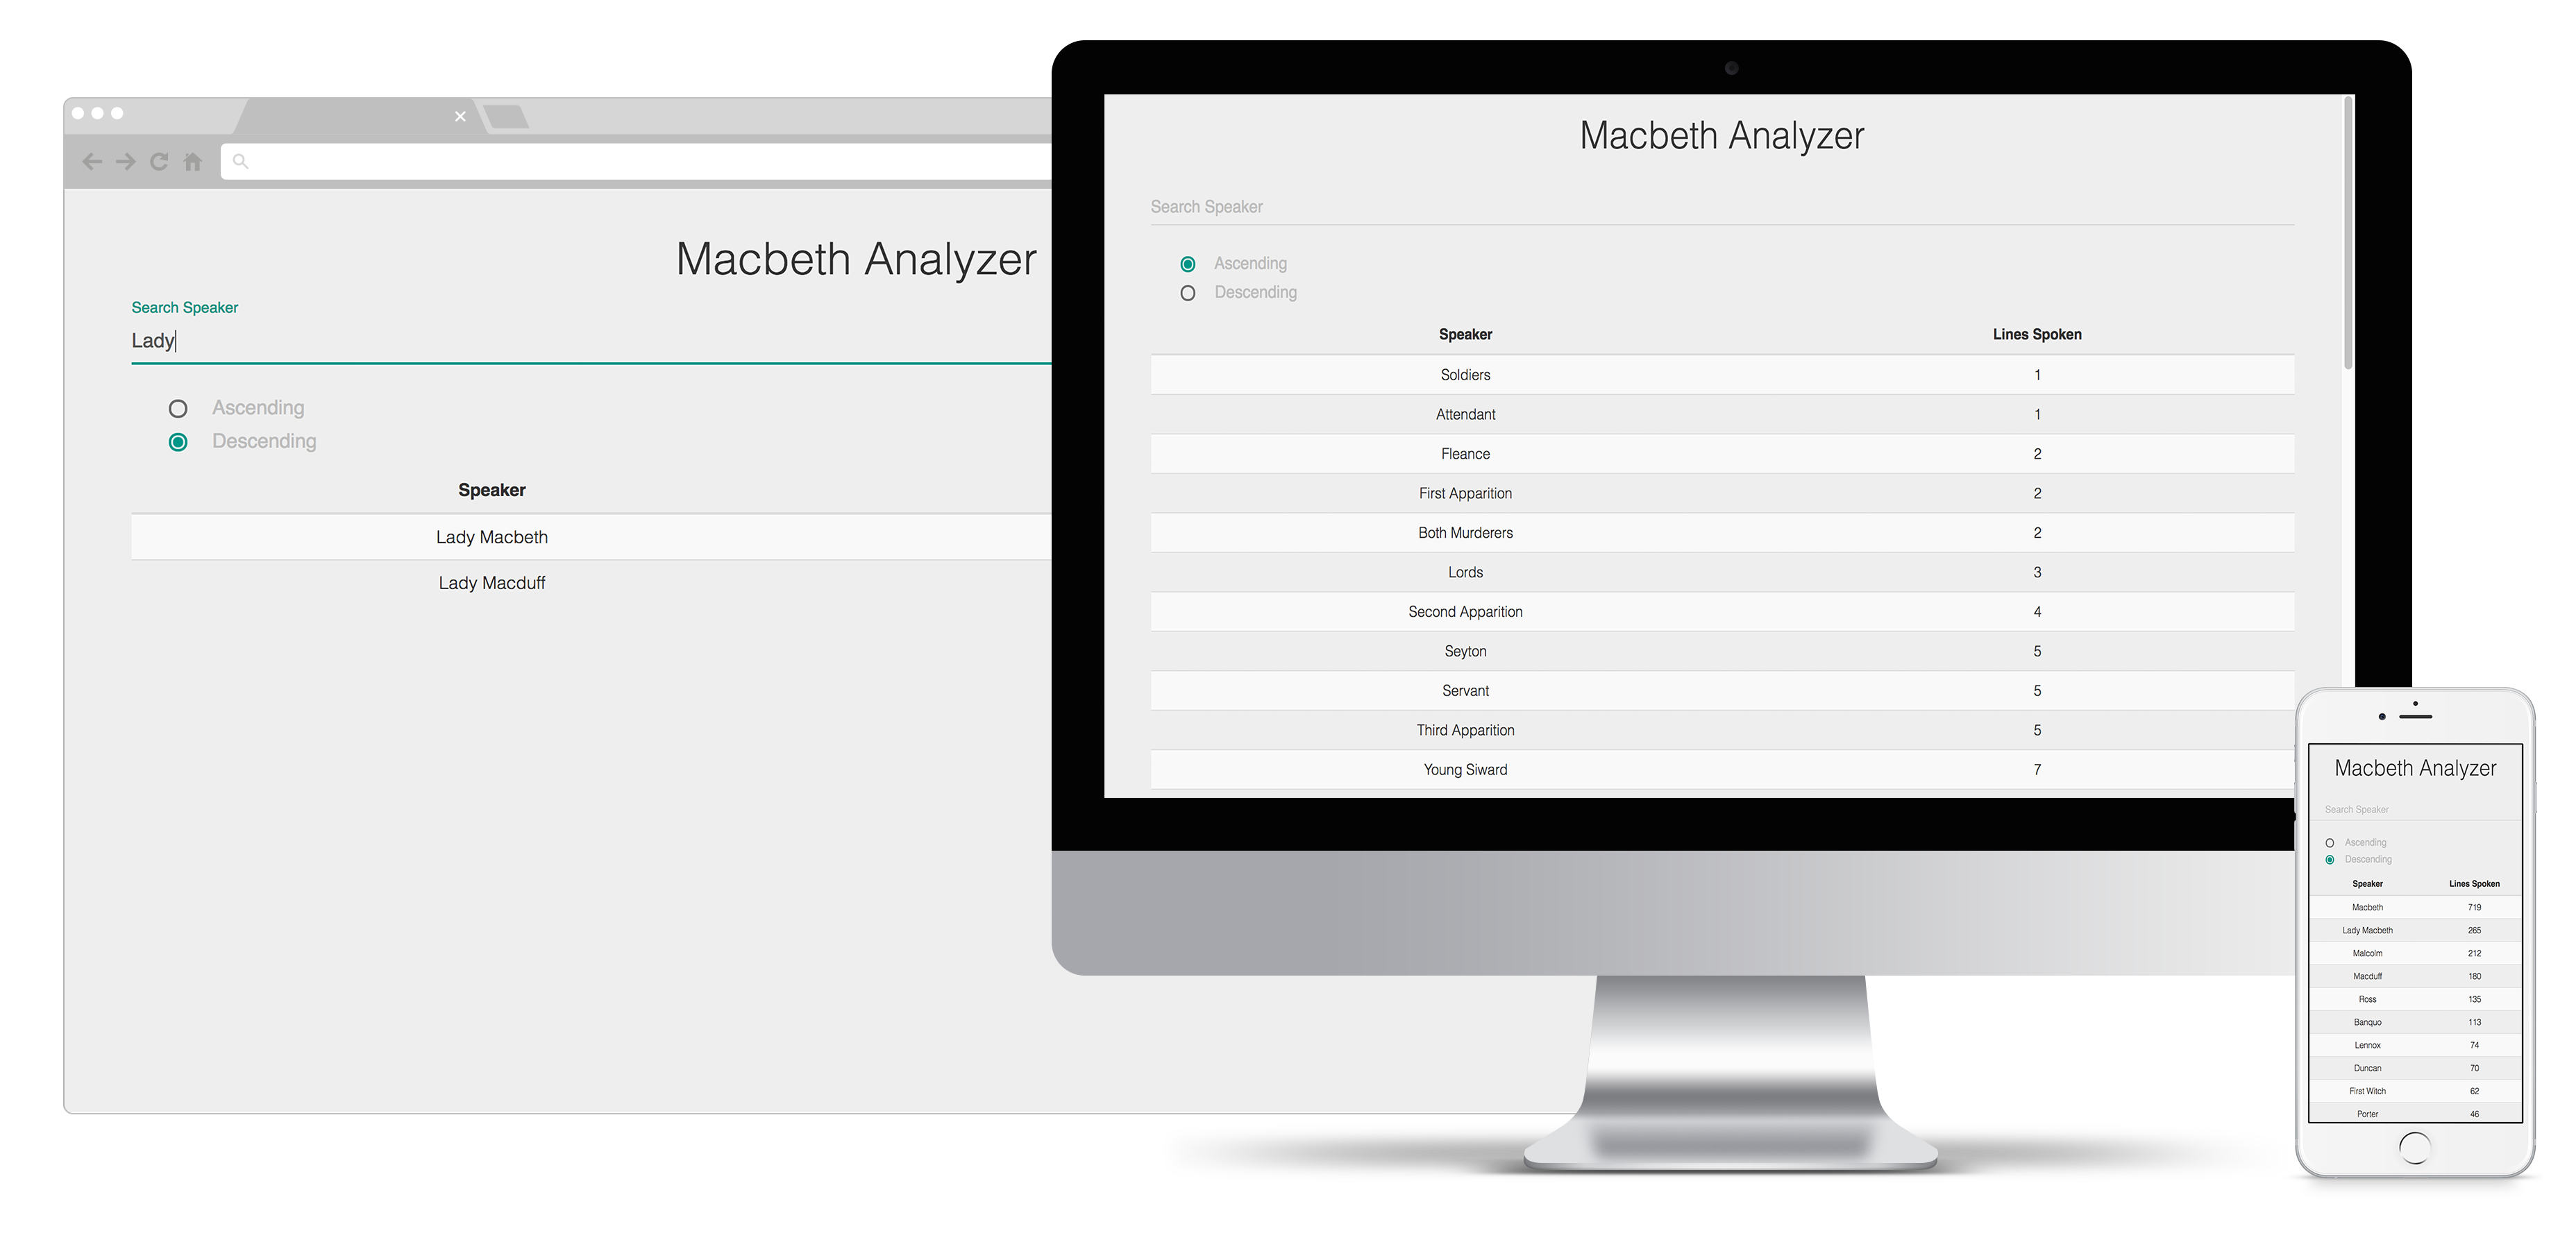 Macbeth Analyzer
Search Speaker
Lady
Ascending
Descending
Speaker
Lady Macbeth
Lady Macduff
Macbeth Analyzer
Search Speaker
Ascending
Descending
Speaker Lines Spoken
Soldiers 1
Attendant 1
Fleance 2
First Apparition 2
Both Murderers 2
Lords 3
Second Apparition 4
Seyton 5
Servant 5
Third Apparition 5
Young Siward 7
Macbeth Analyzer
Search Speaker
Ascending
Descending
Speaker Lines Spoken
Macbeth 719
Lady Macbeth 265
Malcolm 212
Macduff 180
Ross 135
Banquo 113
Lennox 74
Duncan 70
First Witch 62
Porter 46